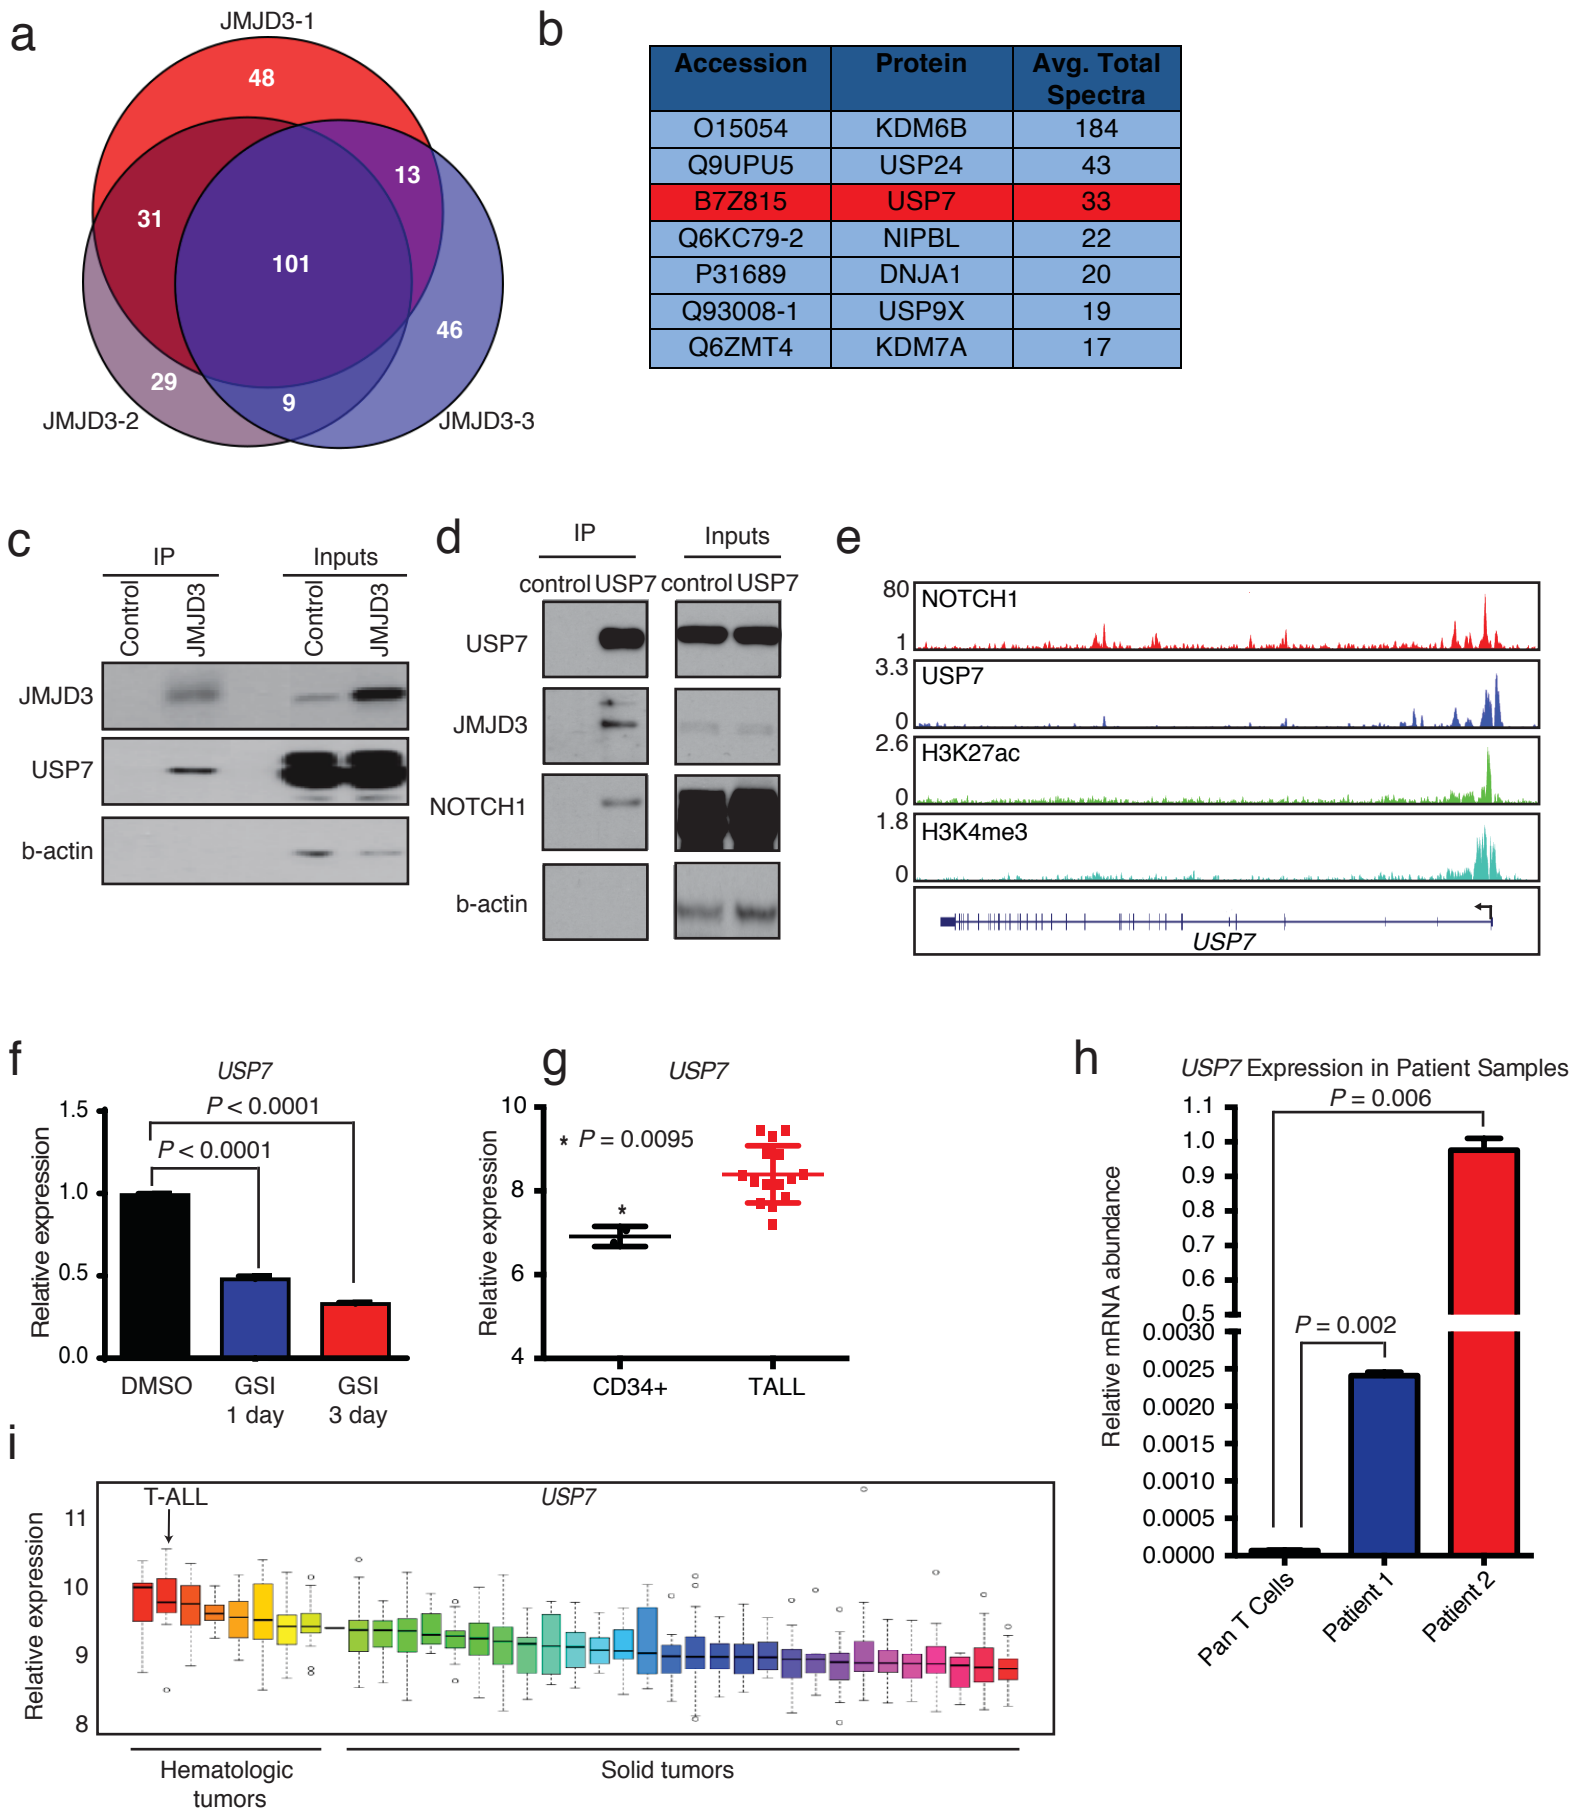 a
JMJD3-1
48
13
31
101
46
29
9
JMJD3-2
JMJD3-3
b
Accession Protein Avg. Total Spectra
O15054 KDM6B 184
Q9UPU5 USP24 43
B7Z815 USP7 33
Q6KC79-2 NIPBL 22
P31689 DNJA1 20
Q93008-1 USP9X 19
Q6ZMT4 KDM7A 17
c
IP Inputs
Control JMJD3 Control JMJD3
JMJD3
USP7
b-actin
d
IP Inputs
control USP7 control USP7
USP7
JMJD3
NOTCH1
b-actin
e
80 NOTCH1
1
3.3 USP7
0
2.6 H3K27ac
0
1.8 H3K4me3
0
USP7
f
USP7
P < 0.0001
P < 0.0001
Relative expression
1.5
1.0
0.5
0.0
DMSO GSI 1 day GSI 3 day
g
USP7
* P = 0.0095
*
Relative expression
10
8
6
4
CD34+ TALL
h
USP7 Expression in Patient Samples
P = 0.006
P = 0.002
Relative mRNA abundance
1.1
1.0
0.9
0.8
0.7
0.6
0.5
0.0030
0.0025
0.0020
0.0015
0.0010
0.0005
0.0000
Pan T Cells Patient 1 Patient 2
i
T-ALL USP7
Relative expression
11
10
9
8
Hematologic
tumors
Solid tumors